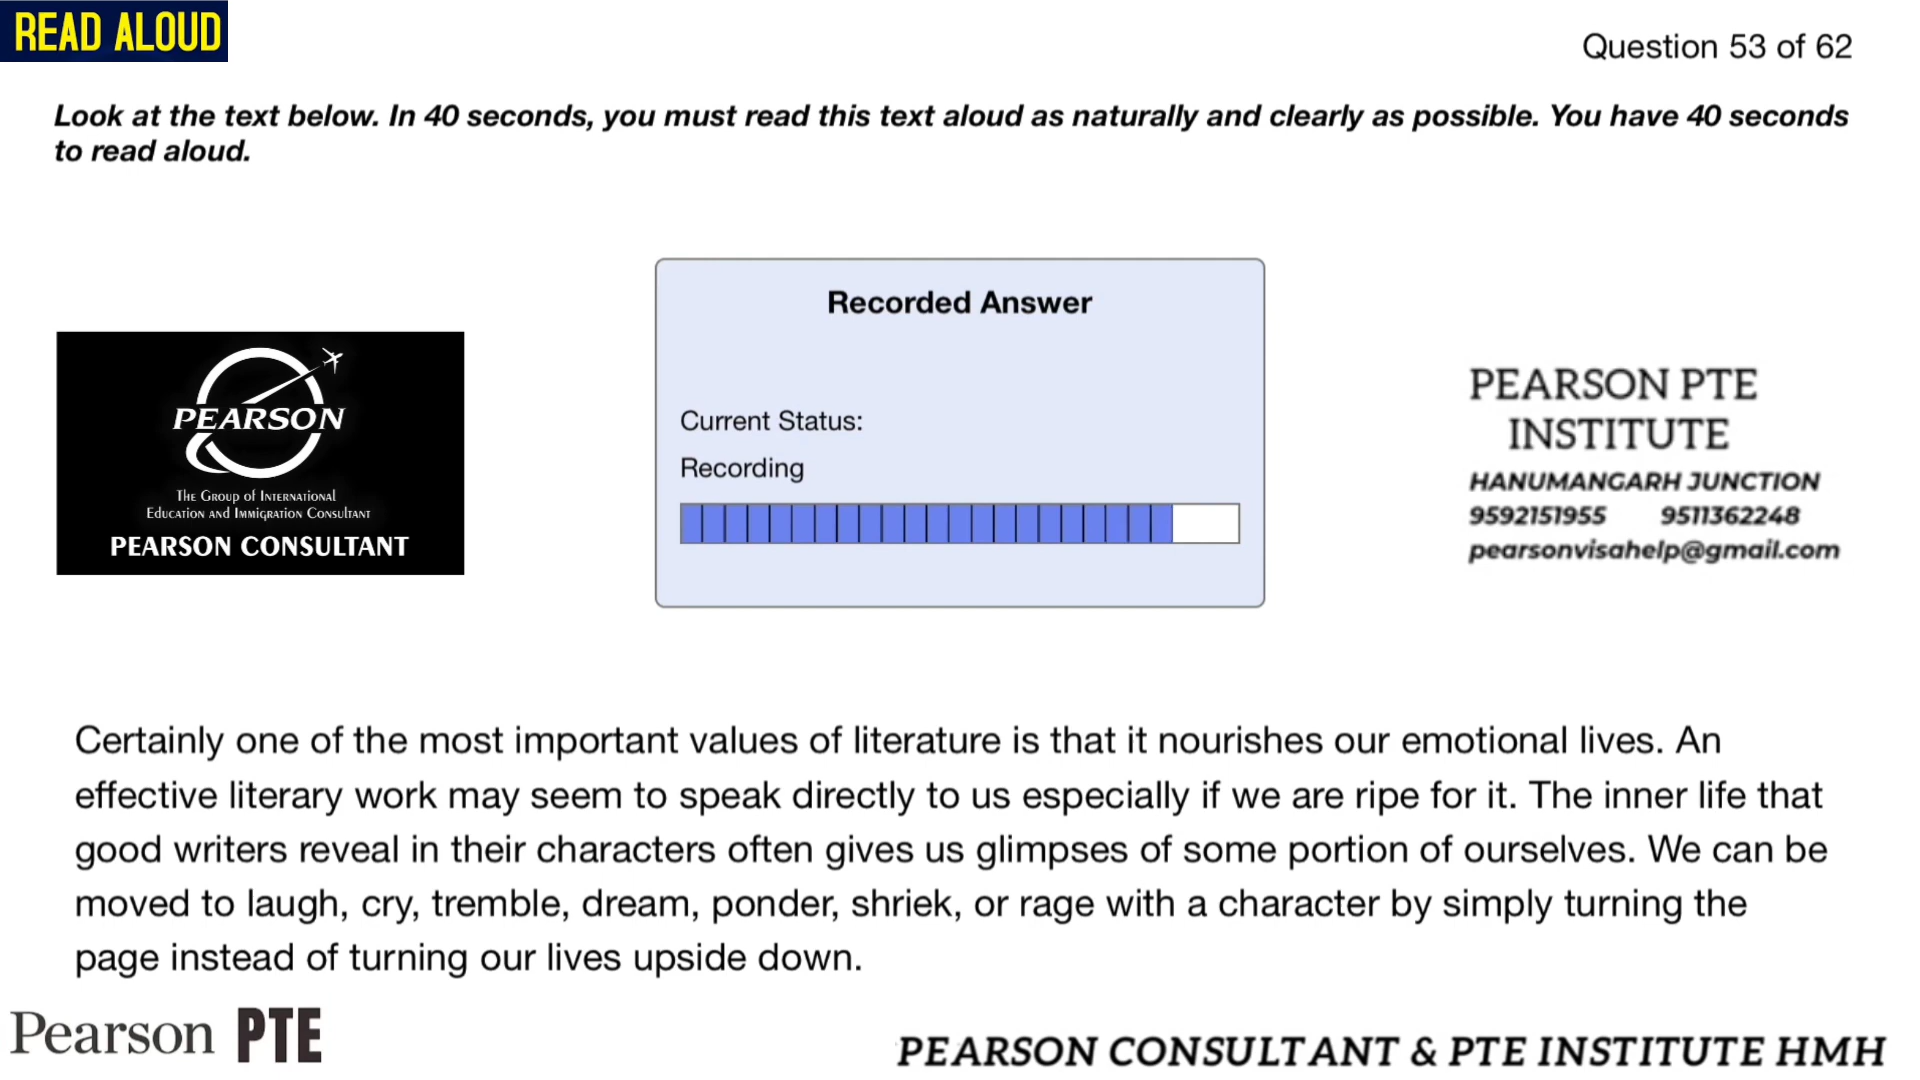 READ ALOUD
Question 53 of 62
Look at the text below. In 40 seconds, you must read this text aloud as naturally and clearly as possible. You have 40 seconds
to read aloud.
Recorded Answer
Current Status:
Recording
PEARSON
The Group of International
Education and Immigration Consultant
PEARSON CONSULTANT
PEARSON PTE
INSTITUTE
HANUMANGARH JUNCTION
9592151955 9511362248
pearsonvisahelp@gmail.com
Certainly one of the most important values of literature is that it nourishes our emotional lives. An
effective literary work may seem to speak directly to us especially if we are ripe for it. The inner life that
good writers reveal in their characters often gives us glimpses of some portion of ourselves. We can be
moved to laugh, cry, tremble, dream, ponder, shriek, or rage with a character by simply turning the
page instead of turning our lives upside down.
Pearson PTE
PEARSON CONSULTANT & PTE INSTITUTE HMH